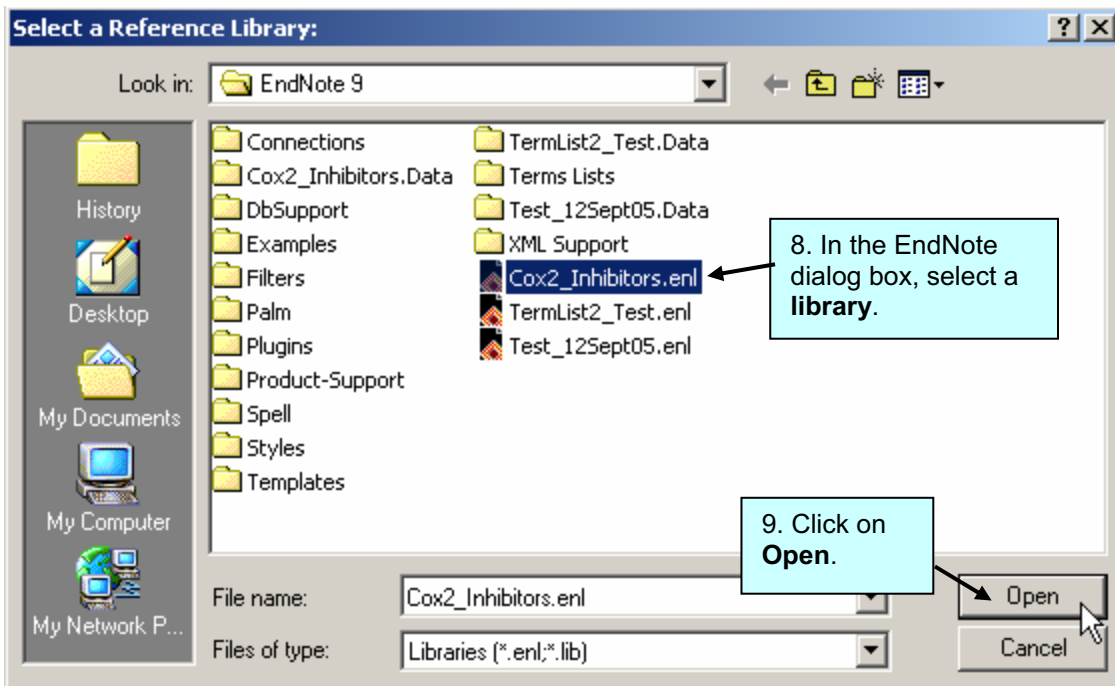 Select a Reference Library:
Look in:
EndNote 9
History
Desktop
My Documents
My Computer
My Network P...
Connections
Cox2_Inhibitors.Data
DbSupport
Examples
Filters
Palm
Plugins
Product-Support
Spell
Styles
Templates
TermList2_Test.Data
Terms Lists
Test_12Sept05.Data
XML Support
Cox2_Inhibitors.enl
TermList2_Test.enl
Test_12Sept05.enl
8. In the EndNote
dialog box, select a
library.
9. Click on
Open.
File name:
Cox2_Inhibitors.enl
Open
Files of type:
Libraries (*.enl;*.lib)
Cancel